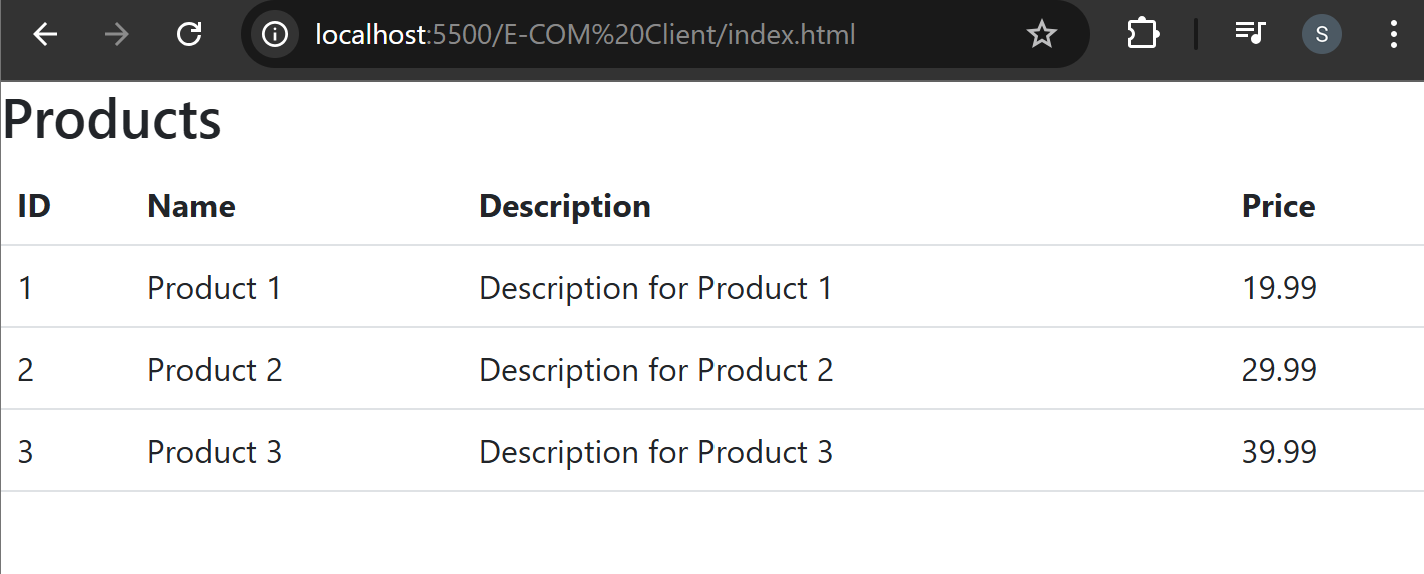 localhost:5500/E-COM%20Client/index.html
S
Products
ID Name Description Price
1 Product 1 Description for Product 1 19.99
2 Product 2 Description for Product 2 29.99
3 Product 3 Description for Product 3 39.99